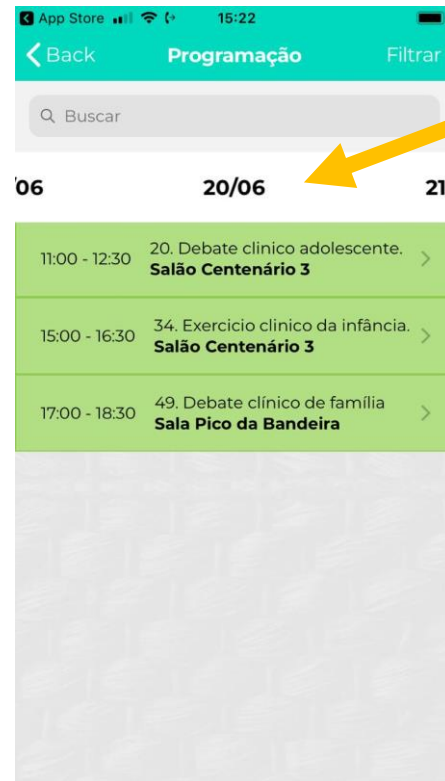 App Store 15:22
Back Programação Filtrar
Buscar
/06 20/06 21
11:00 - 12:30 20. Debate clinico adolescente.
Salão Centenário 3
15:00 - 16:30 34. Exercicio clinico da infância.
Salão Centenário 3
17:00 - 18:30 49. Debate clínico de família
Sala Pico da Bandeira